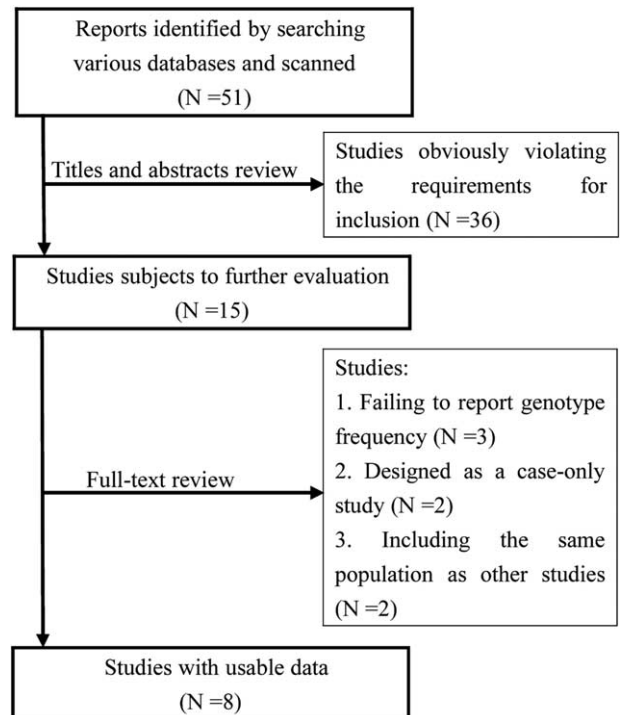 Reports identified by searching
various databases and scanned
(N =51)
Titles and abstracts review
Studies obviously violating
the requirements for
inclusion (N =36)
Studies subjects to further evaluation
(N =15)
Full-text review
Studies:
1. Failing to report genotype
frequency (N =3)
2. Designed as a case-only
study (N =2)
3. Including the same
population as other studies
(N =2)
Studies with usable data
(N =8)